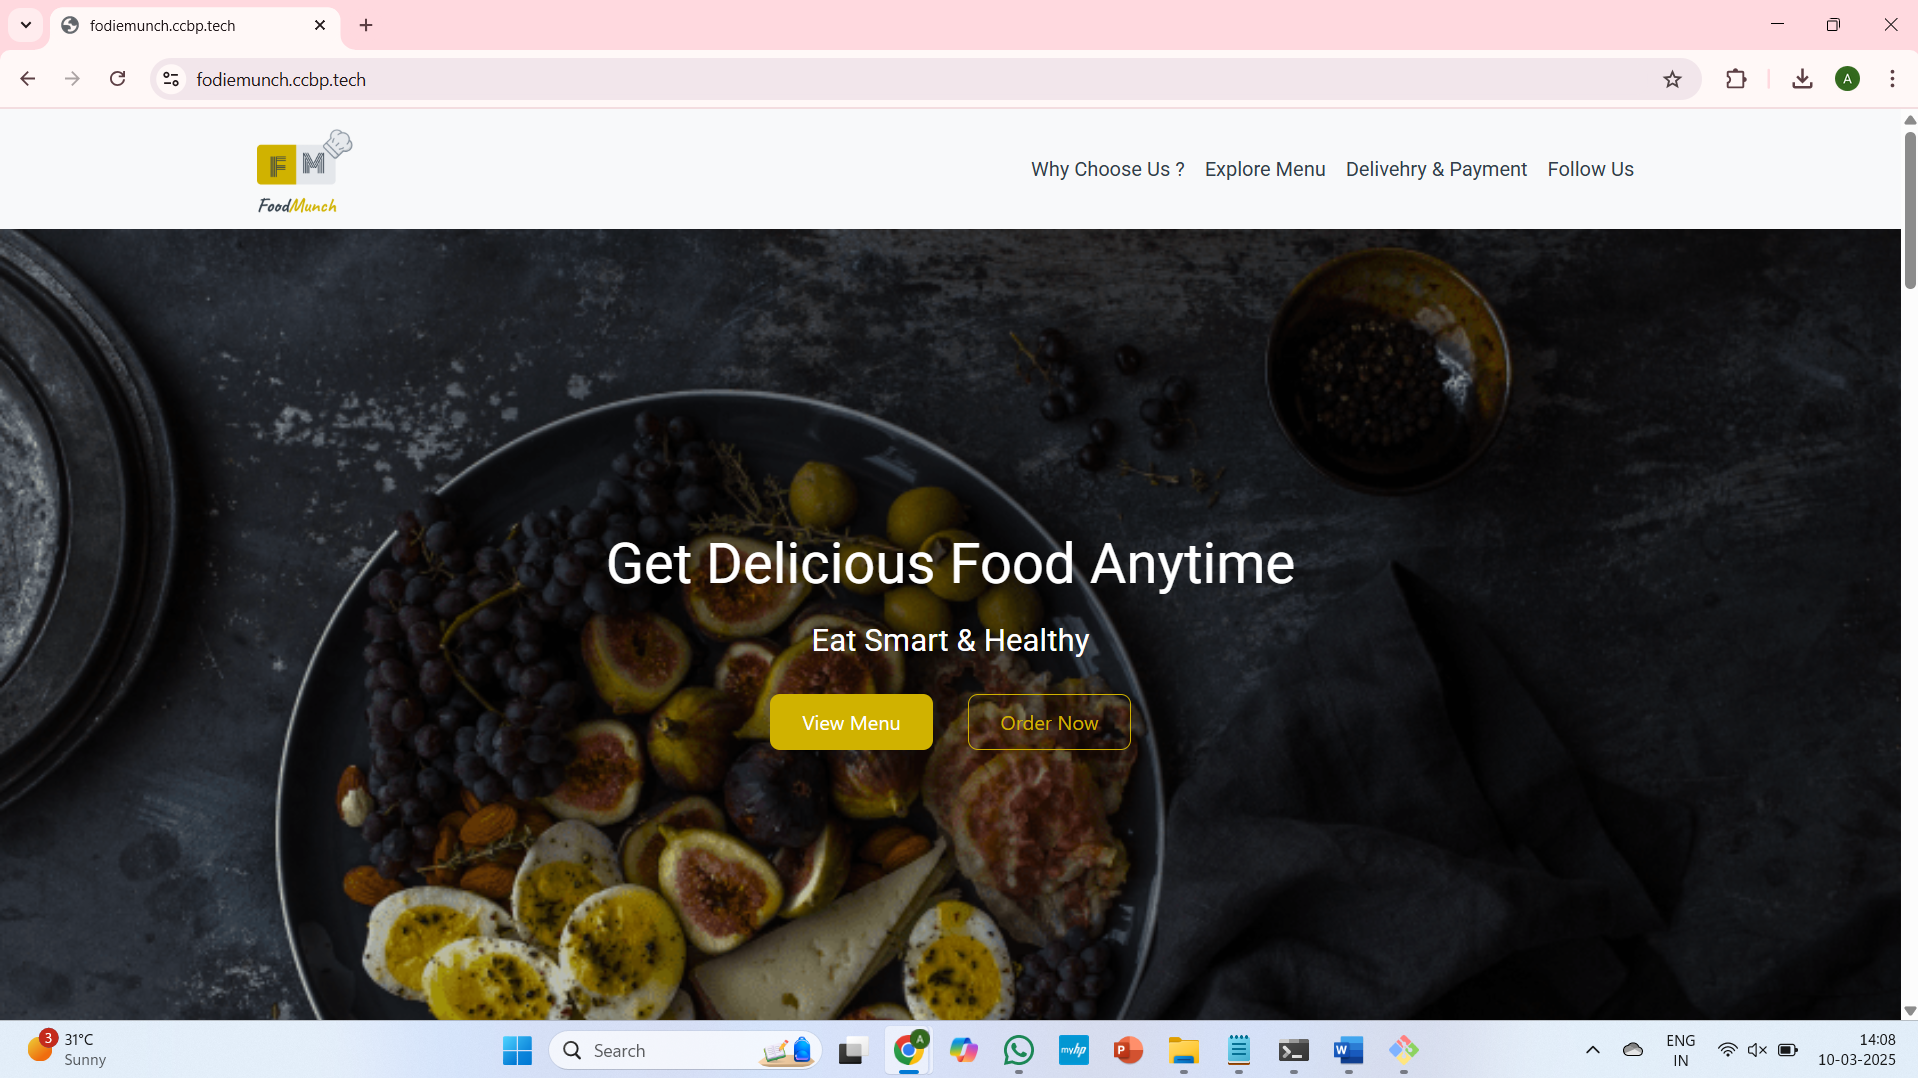 fodiemunch.ccbp.tech
fodiemunch.ccbp.tech
A
F M
FoodMunch
Why Choose Us ? Explore Menu Delivehry & Payment Follow Us
Get Delicious Food Anytime
Eat Smart & Healthy
View Menu Order Now
3
31°C
Sunny
Search
A
myhp
P
W
ENG
IN
14:08
10-03-2025